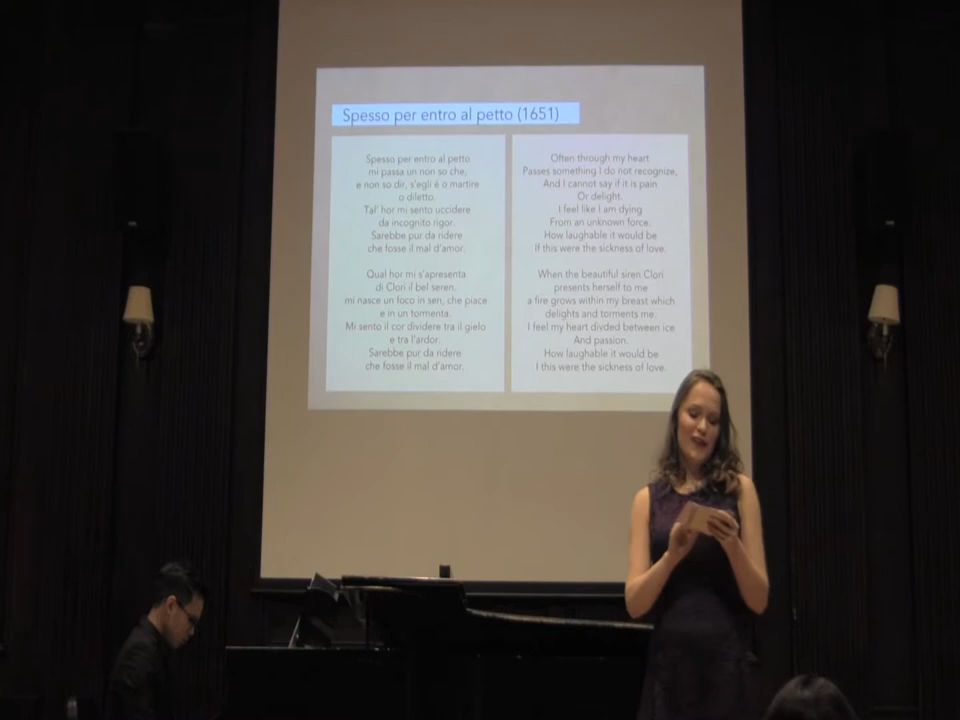 Spesso per entro al petto (1651)
Spesso per entro al petto
mi passa un non so che,
e non so dir, s'egli é o martire
o diletto.
Tal' hor mi sento uccidere
da incognito rigor.
Sarebbe pur da ridere
che fosse il mal d'amor.
Qual hor mi s'apresenta
di Clori il bel seren,
mi nasce un foco in sen, che piace
e in un tormenta.
Mi sento il cor dividere tra il gielo
e tra l'ardor.
Sarebbe pur da ridere
che fosse il mal d'amor.
Often through my heart
Passes something I do not recognize,
And I cannot say if it is pain
Or delight.
I feel like I am dying
From an unknown force.
How laughable it would be
If this were the sickness of love.
When the beautiful siren Clori
presents herself to me
a fire grows within my breast which
delights and torments me.
I feel my heart divded between ice
And passion.
How laughable it would be
I this were the sickness of love.